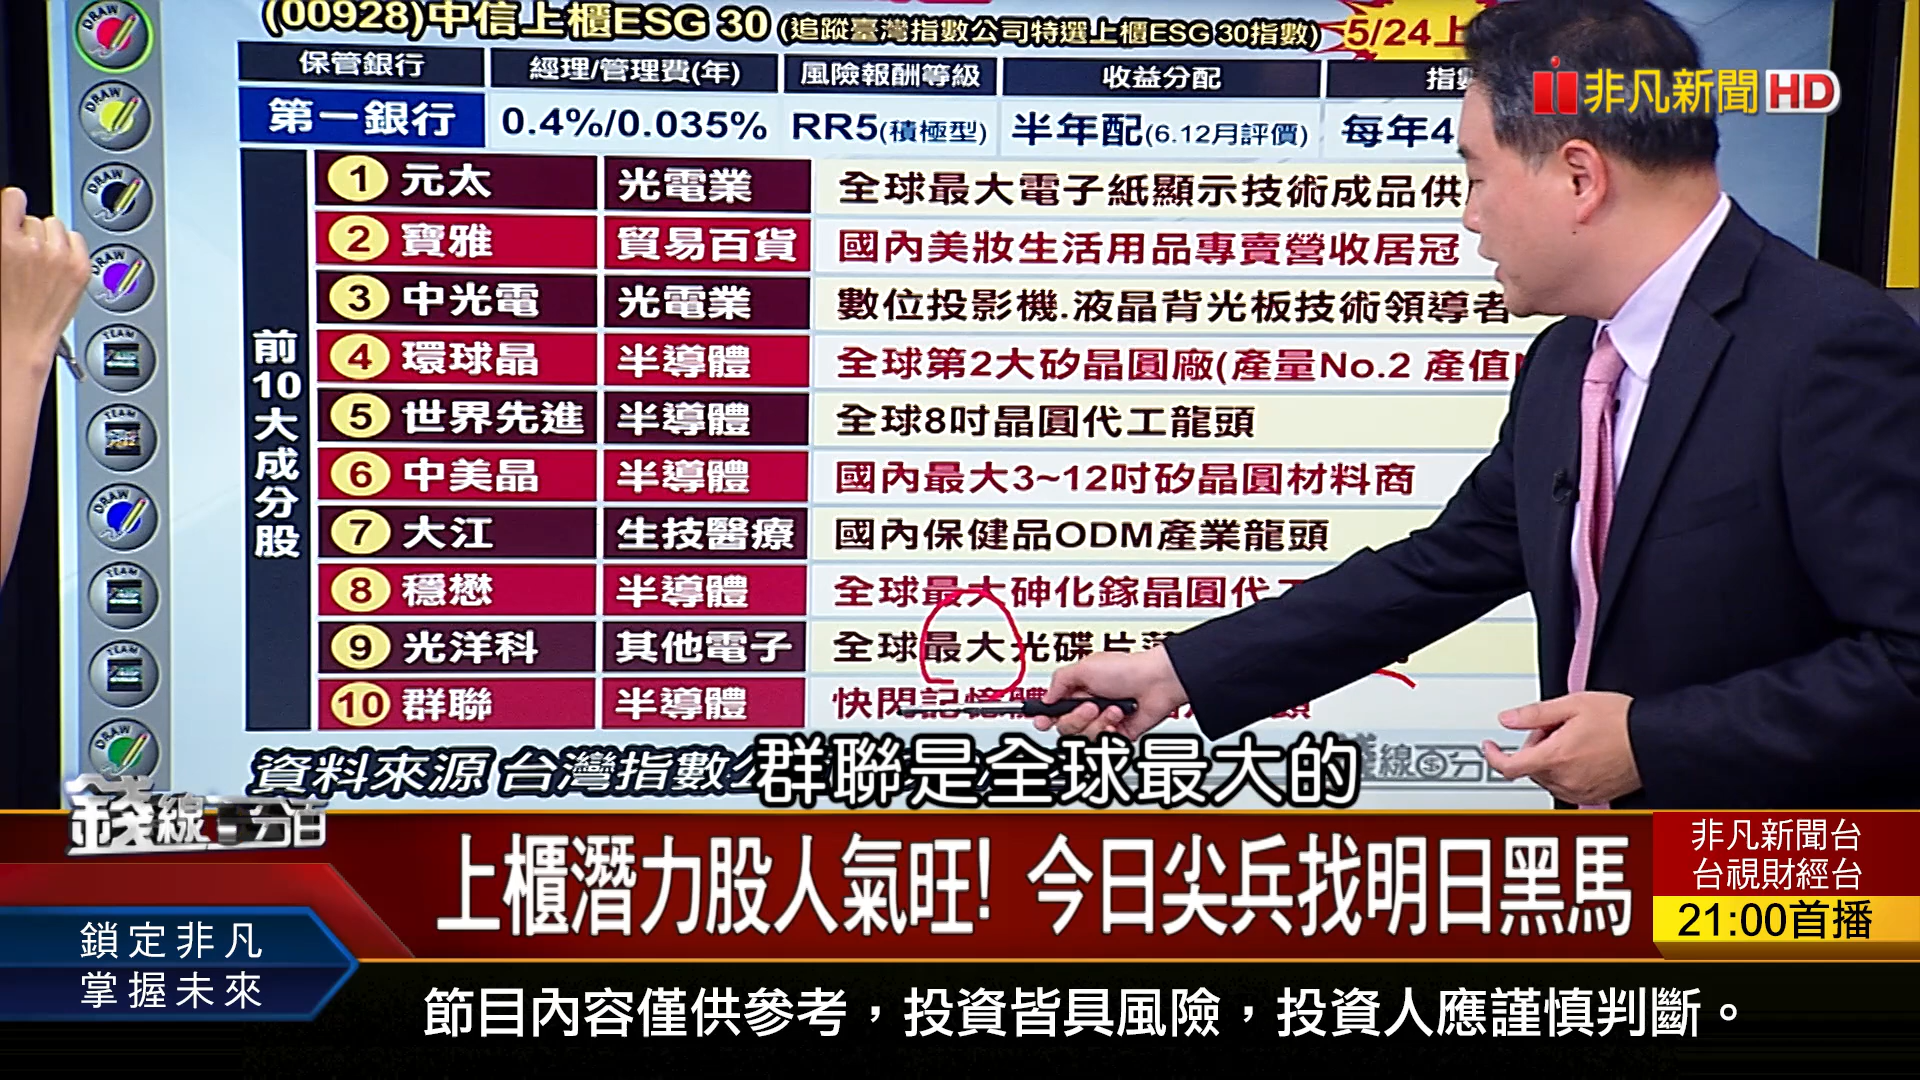 (00928)中信上櫃ESG 30 (追蹤臺灣指數公司特選上櫃ESG 30指數)
5/24上
非凡新聞HD
保管銀行 經理/管理費(年) 風險報酬等級 收益分配 指
第一銀行 0.4%/0.035% RR5(積極型) 半年配(6.12月評價) 每年4
前10大成分股
1 元太 光電業 全球最大電子紙顯示技術成品供
2 寶雅 貿易百貨 國內美妝生活用品專賣營收居冠
3 中光電 光電業 數位投影機.液晶背光板技術領導者
4 環球晶 半導體 全球第2大矽晶圓廠(產量No.2 產值
5 世界先進 半導體 全球8吋晶圓代工龍頭
6 中美晶 半導體 國內最大3~12吋矽晶圓材料商
7 大江 生技醫療 國內保健品ODM產業龍頭
8 穩懋 半導體 全球最大砷化鎵晶圓代
9 光洋科 其他電子 全球最大光碟片
10 群聯 半導體 快閃記憶體
資料來源 台灣指數
DRAW
DRAW
DRAW
DRAW
TEAM
TEAM
DRAW
TEAM
TEAM
DRAW
群聯是全球最大的
錢線百分百
上櫃潛力股人氣旺! 今日尖兵找明日黑馬
非凡新聞台
台視財經台
21:00首播
鎖定非凡
掌握未來
節目內容僅供參考，投資皆具風險，投資人應謹慎判斷。